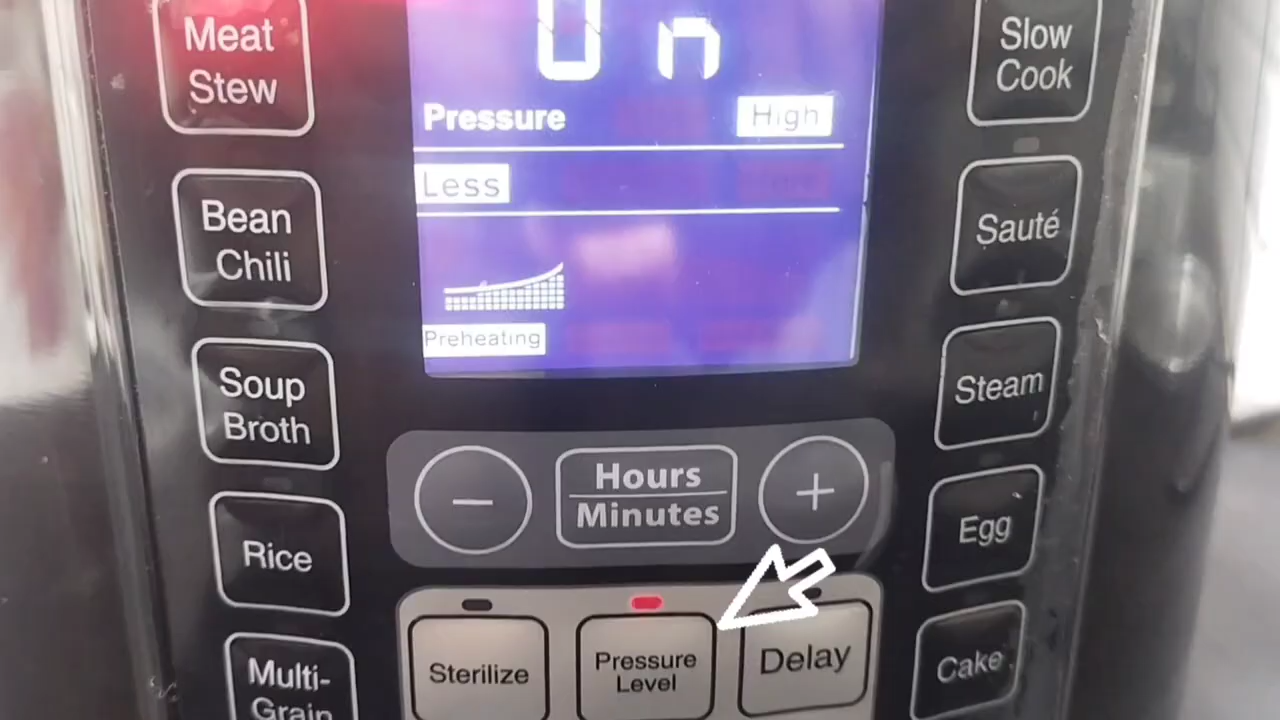 Meat
Stew
On
Slow
Cook
Pressure High
Less
Bean
Chili
Sauté
Preheating
Soup
Broth
Steam
Hours
Minutes
Rice
Egg
Sterilize
Pressure
Level
Delay
Cake
Multi-
Grain